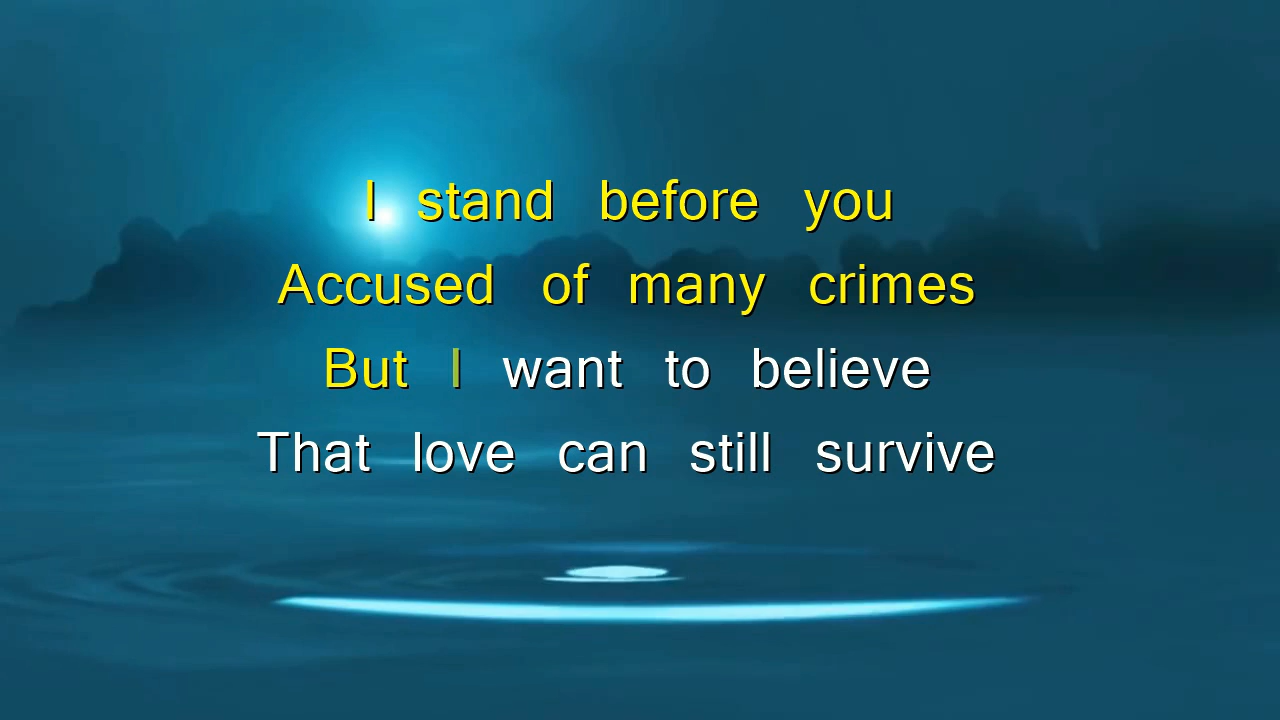 I stand before you
Accused of many crimes
But I want to believe
That love can still survive